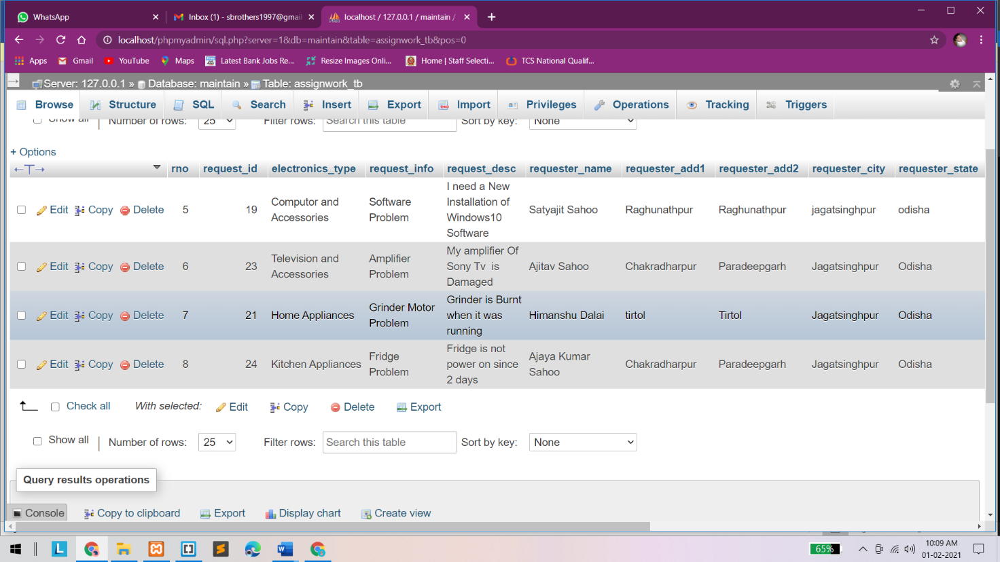 WhatsApp
Inbox (1) - sbrothers1997@gmail
localhost / 127.0.0.1 / maintain /
localhost/phpmyadmin/sql.php?server=1&db=maintain&table=assignwork_tb&pos=0
Apps Gmail YouTube Maps Latest Bank Jobs Re... Resize Images Onli... Home | Staff Selecti... TCS National Qualif...
Server: 127.0.0.1 » Database: maintain » Table: assignwork_tb
Browse Structure SQL Search Insert Export Import Privileges Operations Tracking Triggers
Show all Number of rows: 25 Filter rows: Search this table Sort by key: None
+ Options
←T→ rno request_id electronics_type request_info request_desc requester_name requester_add1 requester_add2 requester_city requester_state
Edit Copy Delete 5 19 Computor and Accessories Software Problem I need a New Installation of Windows10 Software Satyajit Sahoo Raghunathpur Raghunathpur jagatsinghpur odisha
Edit Copy Delete 6 23 Television and Accessories Amplifier Problem My amplifier Of Sony Tv is Damaged Ajitav Sahoo Chakradharpur Paradeepgarh Jagatsinghpur Odisha
Edit Copy Delete 7 21 Home Appliances Grinder Motor Problem Grinder is Burnt when it was running Himanshu Dalai tirtol Tirtol Jagatsinghpur Odisha
Edit Copy Delete 8 24 Kitchen Appliances Fridge Problem Fridge is not power on since 2 days Ajaya Kumar Sahoo Chakradharpur Paradeepgarh Jagatsinghpur Odisha
Check all With selected: Edit Copy Delete Export
Show all Number of rows: 25 Filter rows: Search this table Sort by key: None
Query results operations
Console Copy to clipboard Export Display chart Create view
65%
10:09 AM
01-02-2021